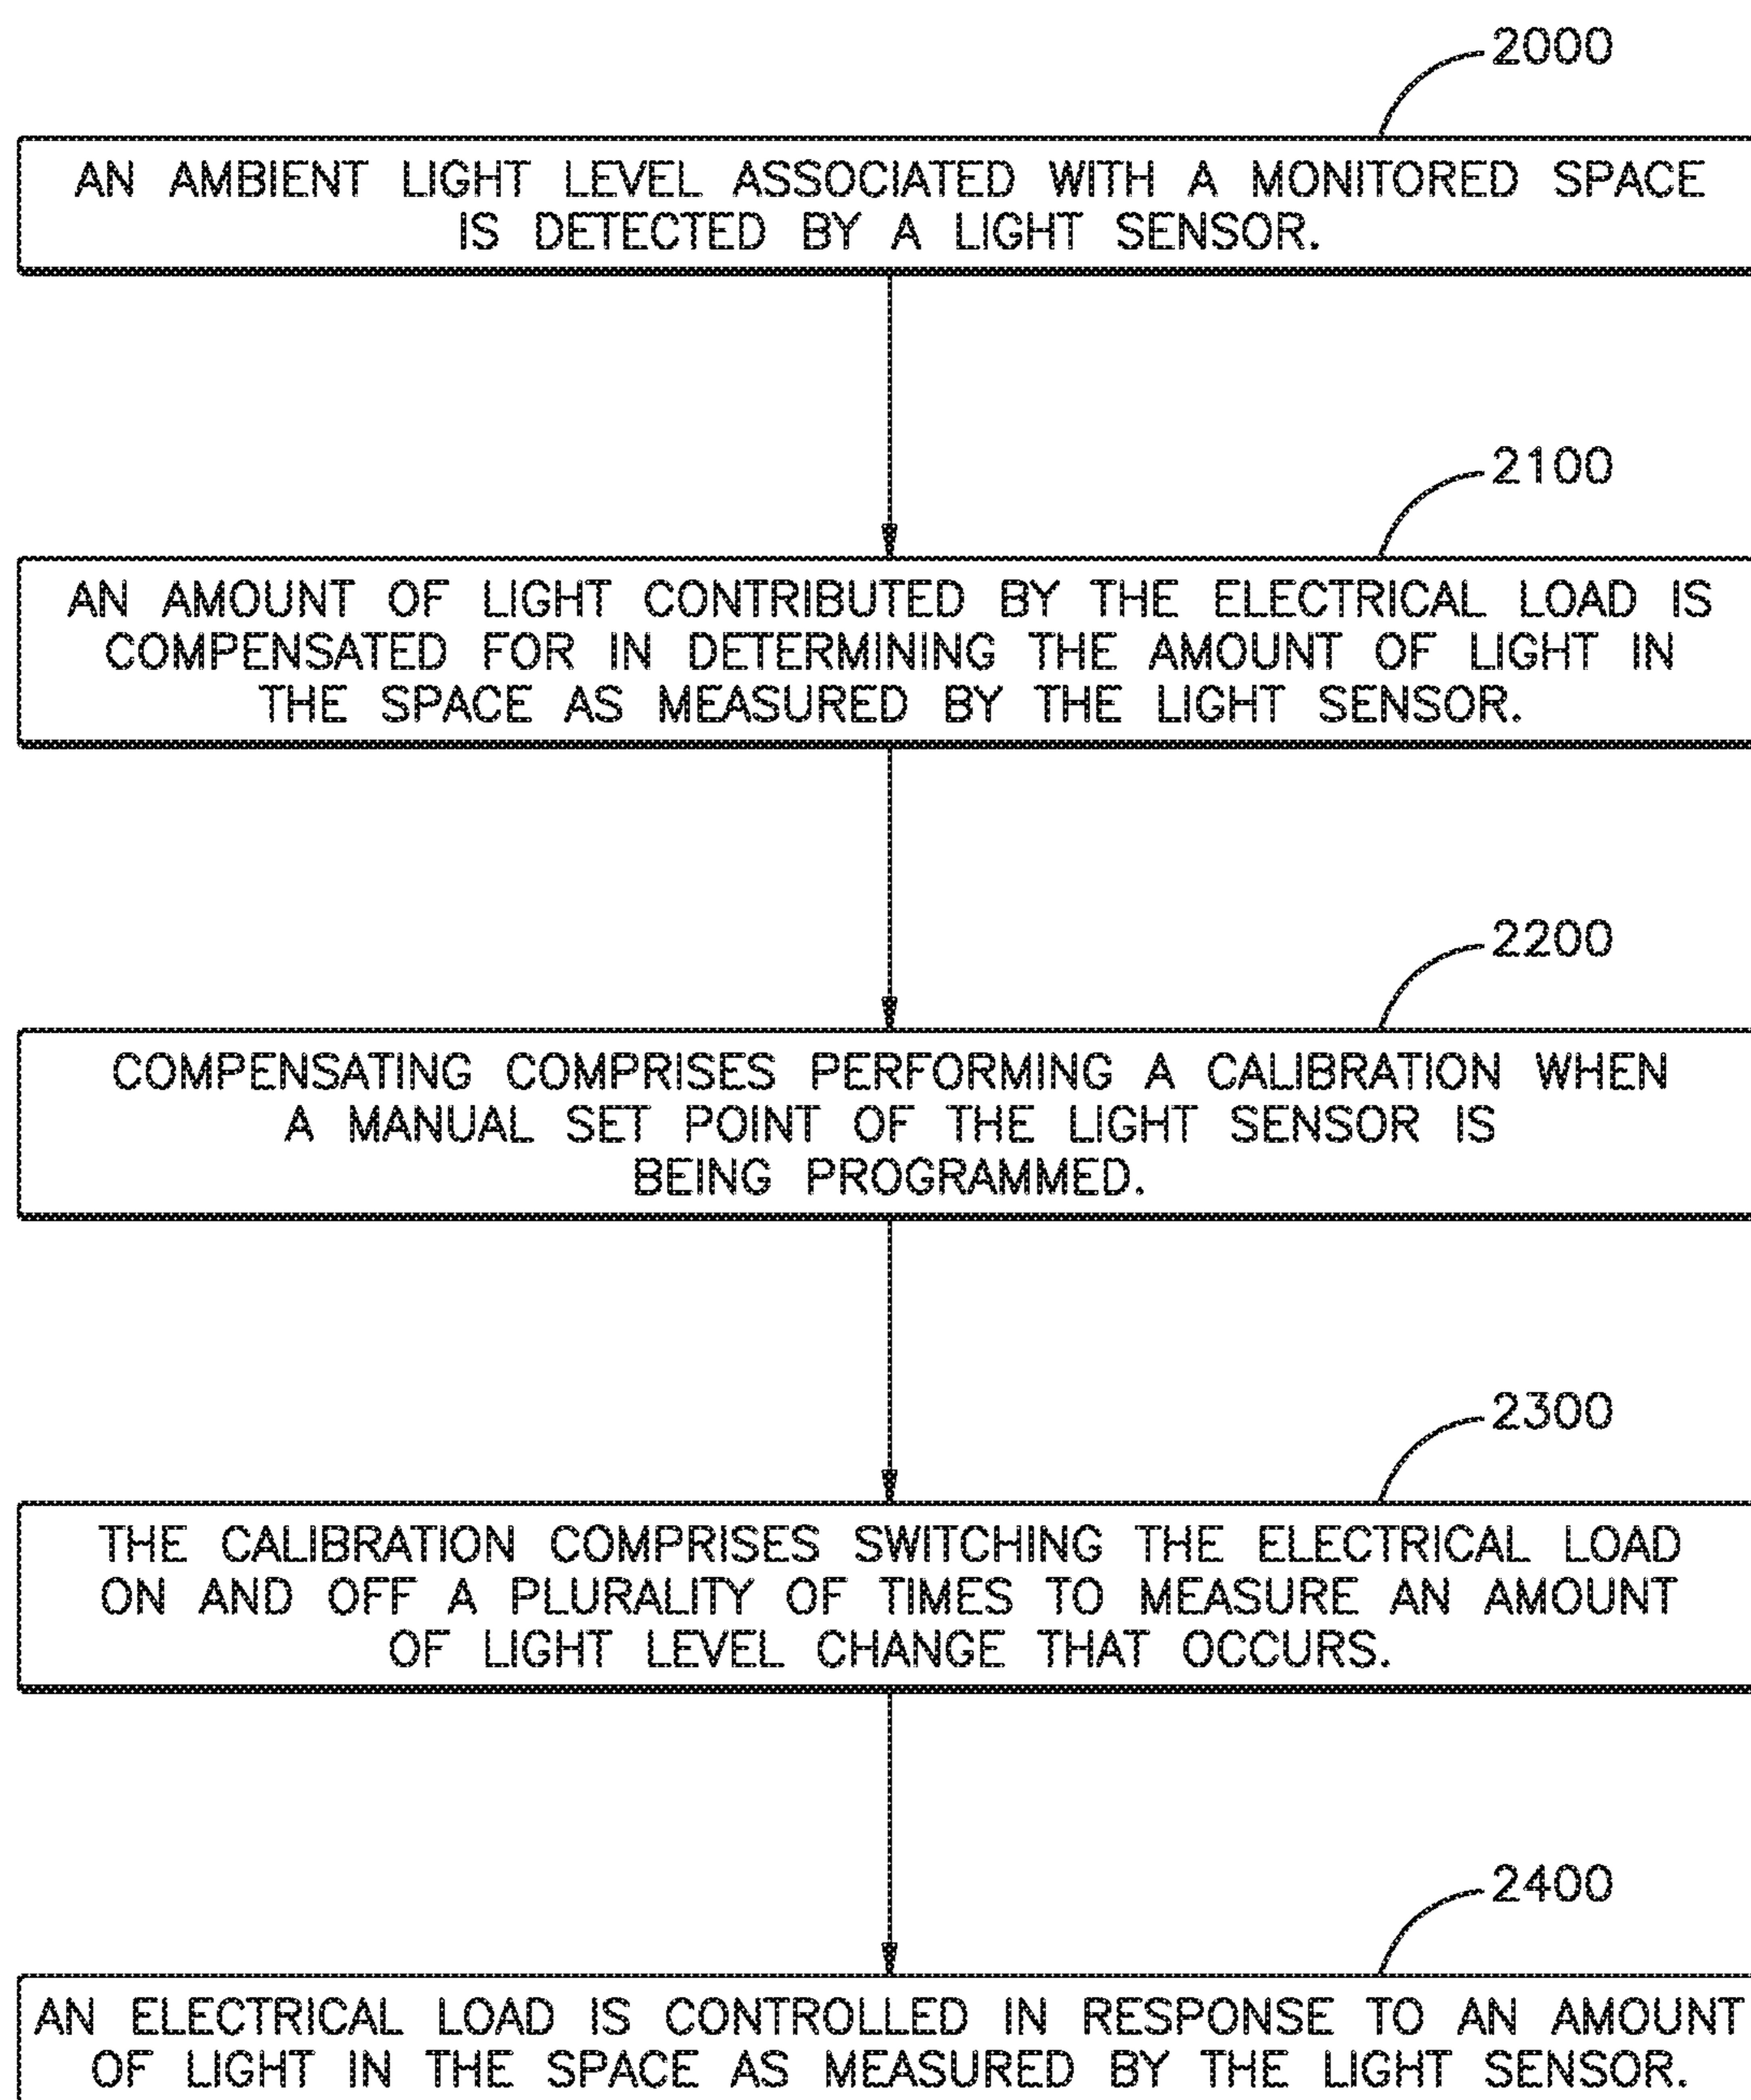 2000
AN AMBIENT LIGHT LEVEL ASSOCIATED WITH A MONITORED SPACE
IS DETECTED BY A LIGHT SENSOR.
2100
AN AMOUNT OF LIGHT CONTRIBUTED BY THE ELECTRICAL LOAD IS
COMPENSATED FOR IN DETERMINING THE AMOUNT OF LIGHT IN
THE SPACE AS MEASURED BY THE LIGHT SENSOR.
2200
COMPENSATING COMPRISES PERFORMING A CALIBRATION WHEN
A MANUAL SET POINT OF THE LIGHT SENSOR IS
BEING PROGRAMMED.
2300
THE CALIBRATION COMPRISES SWITCHING THE ELECTRICAL LOAD
ON AND OFF A PLURALITY OF TIMES TO MEASURE AN AMOUNT
OF LIGHT LEVEL CHANGE THAT OCCURS.
2400
AN ELECTRICAL LOAD IS CONTROLLED IN RESPONSE TO AN AMOUNT
OF LIGHT IN THE SPACE AS MEASURED BY THE LIGHT SENSOR.